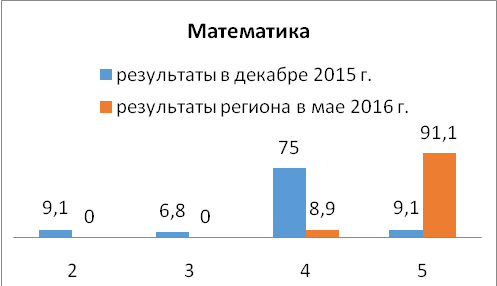 Математика
результаты в декабре 2015 г.
результаты региона в мае 2016 г.
91,1
75
9,1 0 6,8 0 8,9 9,1
2 3 4 5